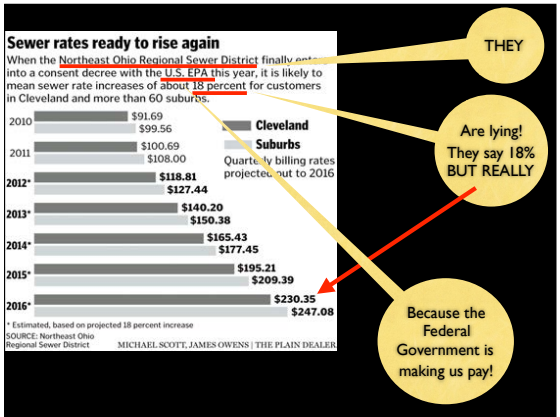 Sewer rates ready to rise again
When the Northeast Ohio Regional Sewer District finally enters
into a consent decree with the U.S. EPA this year, it is likely to
mean sewer rate increases of about 18 percent for customers
in Cleveland and more than 60 suburbs.
2010 $91.69
$99.56
Cleveland
Suburbs
2011 $100.69
$108.00
Quarterly billing rates
projected out to 2016
2012* $118.81
$127.44
2013* $140.20
$150.38
2014* $165.43
$177.45
2015* $195.21
$209.39
2016* $230.35
$247.08
* Estimated, based on projected 18 percent increase
SOURCE: Northeast Ohio
Regional Sewer District
MICHAEL SCOTT, JAMES OWENS | THE PLAIN DEALER
THEY
Are lying!
They say 18%
BUT REALLY
Because the
Federal
Government is
making us pay!